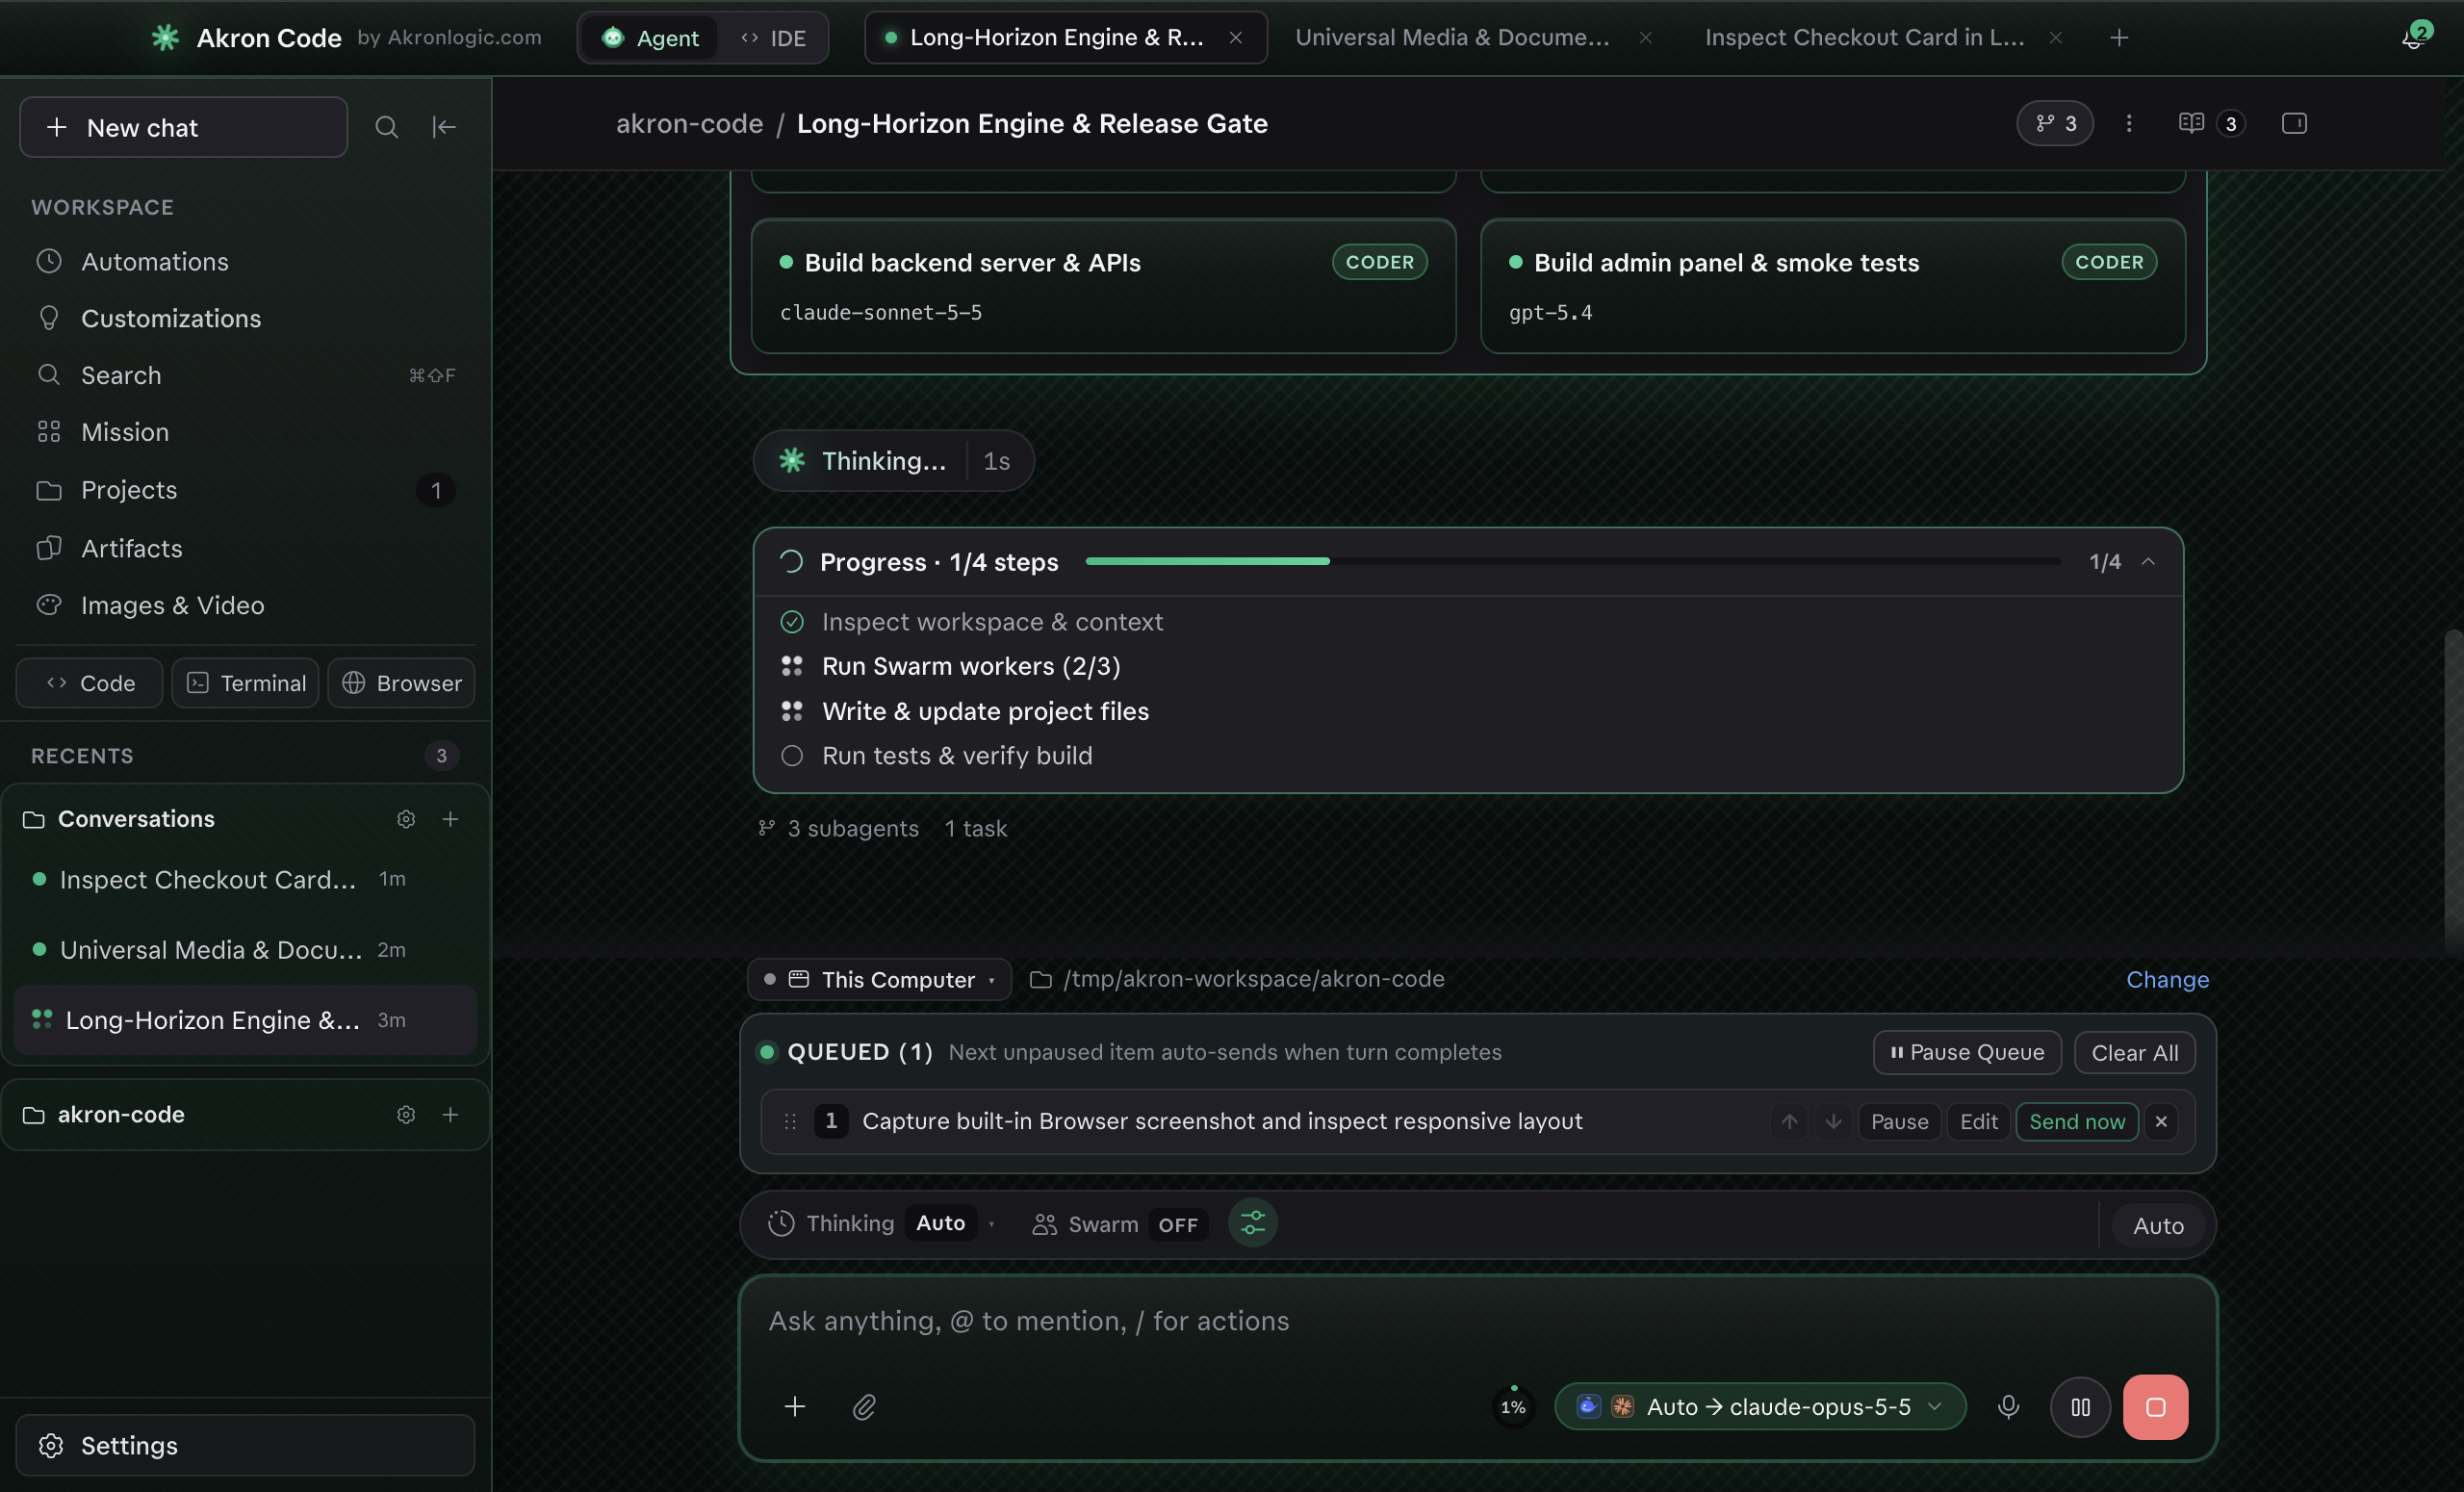 Akron Code by Akronlogic.com
Agent
IDE
Long-Horizon Engine & R...
Universal Media & Docume...
Inspect Checkout Card in L...
2
New chat
WORKSPACE
Automations
Customizations
Search ⌘⇧F
Mission
Projects 1
Artifacts
Images & Video
Code
Terminal
Browser
RECENTS 3
Conversations
Inspect Checkout Card... 1m
Universal Media & Docu... 2m
Long-Horizon Engine &... 3m
akron-code
Settings
akron-code / Long-Horizon Engine & Release Gate
3
3
Build backend server & APIs CODER
claude-sonnet-5-5
Build admin panel & smoke tests CODER
gpt-5.4
Thinking... 1s
Progress · 1/4 steps 1/4
Inspect workspace & context
Run Swarm workers (2/3)
Write & update project files
Run tests & verify build
3 subagents 1 task
This Computer /tmp/akron-workspace/akron-code Change
QUEUED (1) Next unpaused item auto-sends when turn completes Pause Queue Clear All
1 Capture built-in Browser screenshot and inspect responsive layout Pause Edit Send now ×
Thinking Auto Swarm OFF Auto
Ask anything, @ to mention, / for actions
1% Auto → claude-opus-5-5